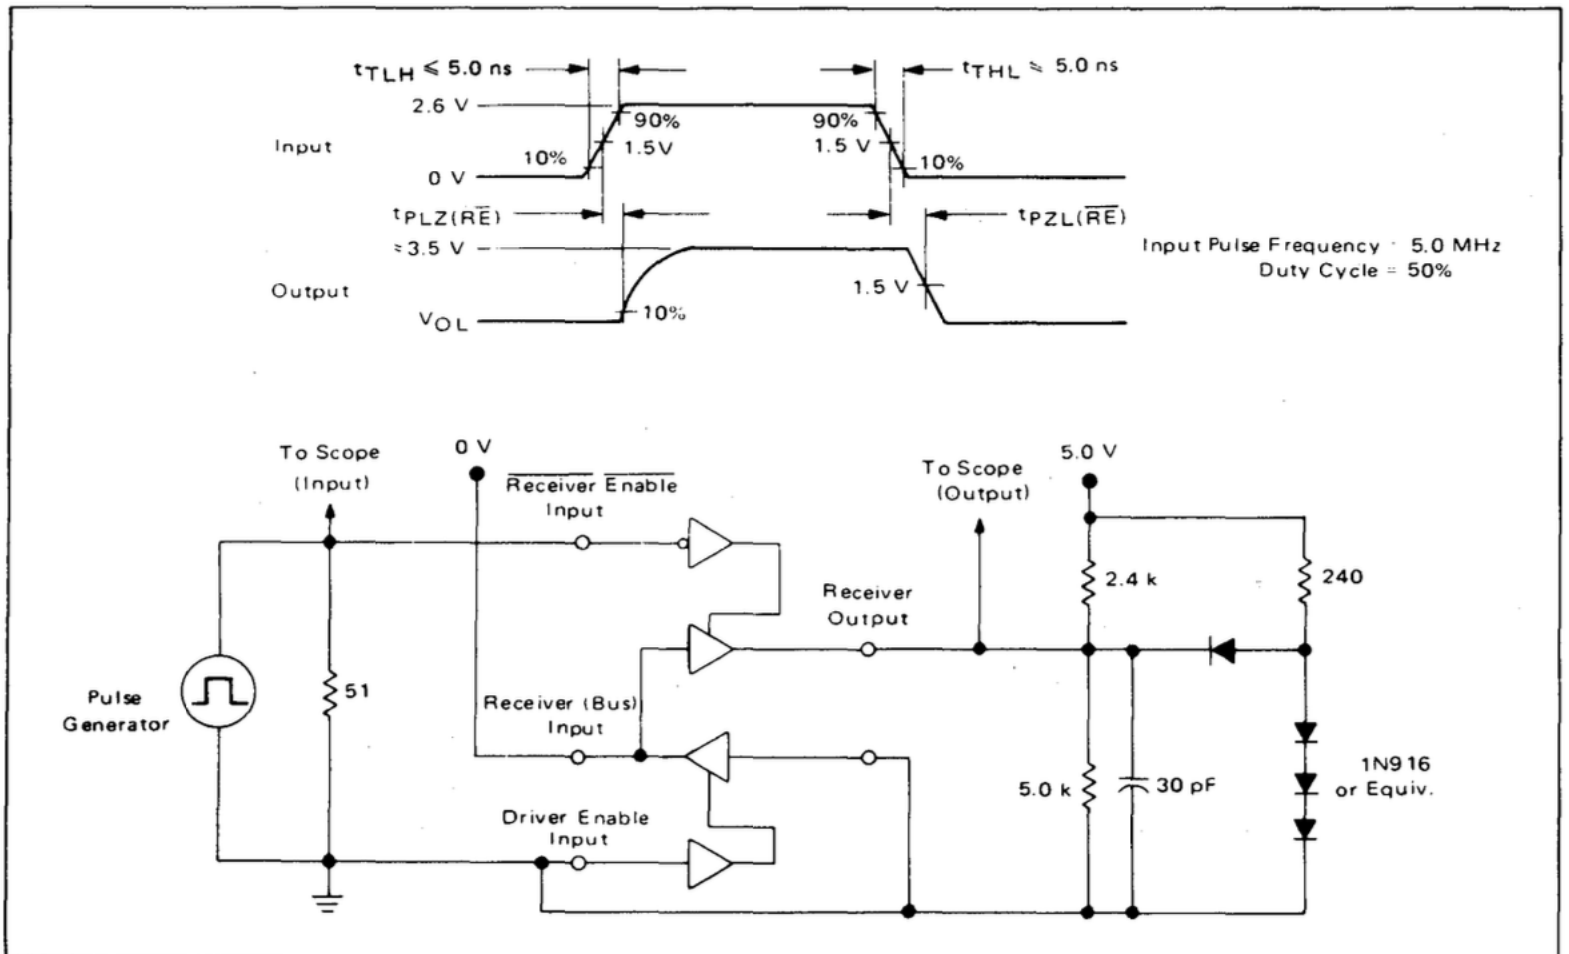 tTLH ≤ 5.0 ns
tTHL ≤ 5.0 ns
2.6 V
90%
90%
Input
1.5 V
1.5 V
10%
10%
0 V
tPLZ(R͞E͞)
tPZL(R͞E͞)
≈3.5 V
Input Pulse Frequency = 5.0 MHz
Duty Cycle = 50%
Output
1.5 V
VOL
10%
To Scope
(Input)
0 V
Receiver Enable
Input
To Scope
(Output)
5.0 V
2.4 k
240
Receiver
Output
51
Pulse
Generator
Receiver (Bus)
Input
5.0 k
30 pF
1N916
or Equiv.
Driver Enable
Input